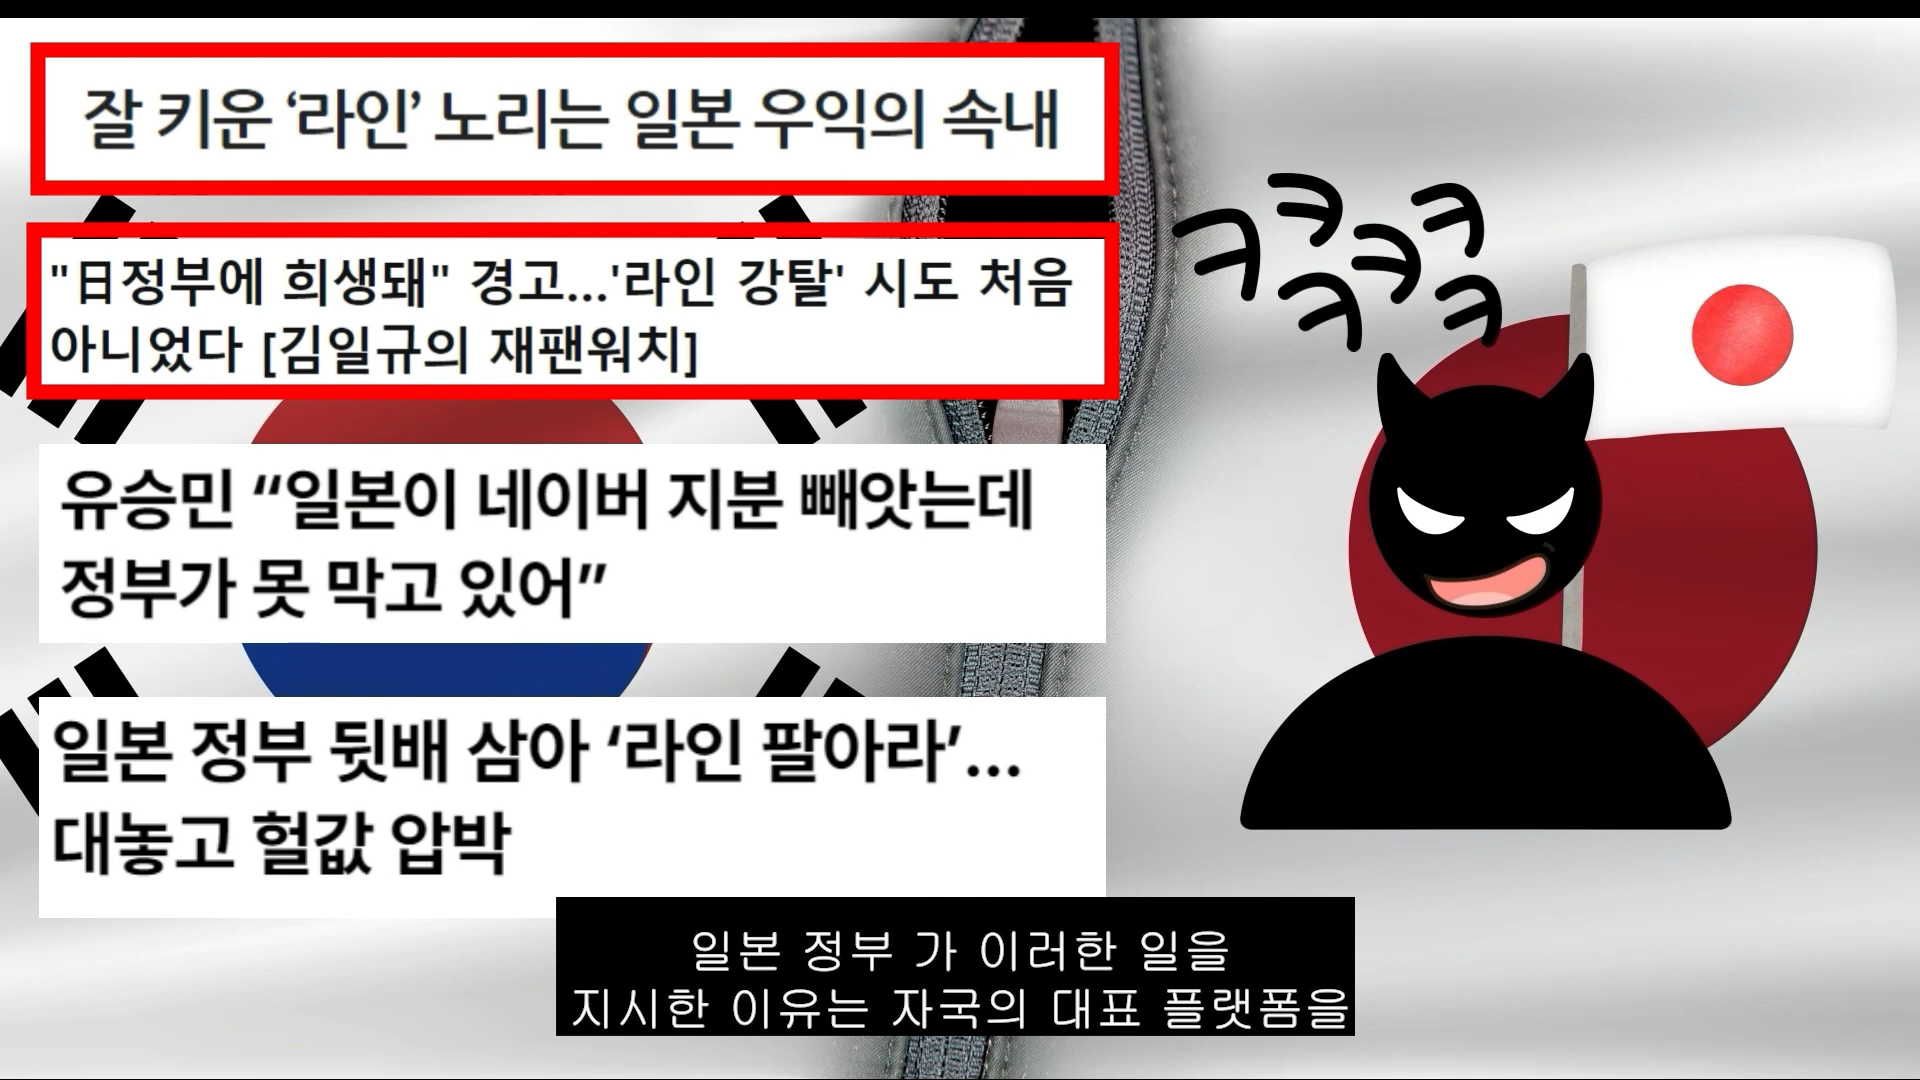 잘 키운 ‘라인’ 노리는 일본 우익의 속내
"日정부에 희생돼" 경고...'라인 강탈' 시도 처음
아니었다 [김일규의 재팬워치]
유승민 “일본이 네이버 지분 빼앗는데
정부가 못 막고 있어”
일본 정부 뒷배 삼아 ‘라인 팔아라’…
대놓고 헐값 압박
ㅋㅋㅋㅋㅋㅋ
일본 정부 가 이러한 일을
지시한 이유는 자국의 대표 플랫폼을